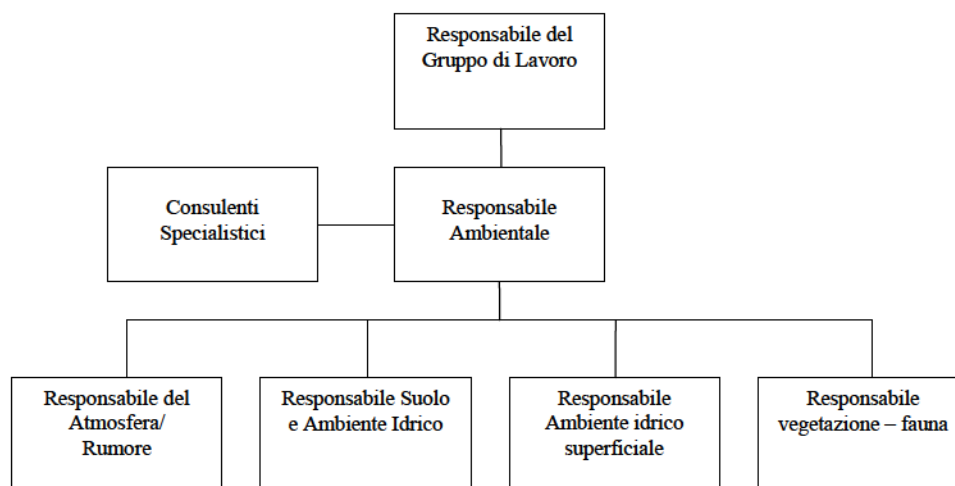 Responsabile del
Gruppo di Lavoro
Consulenti
Specialistici
Responsabile
Ambientale
Responsabile del
Atmosfera/
Rumore
Responsabile Suolo
e Ambiente Idrico
Responsabile
Ambiente idrico
superficiale
Responsabile
vegetazione – fauna